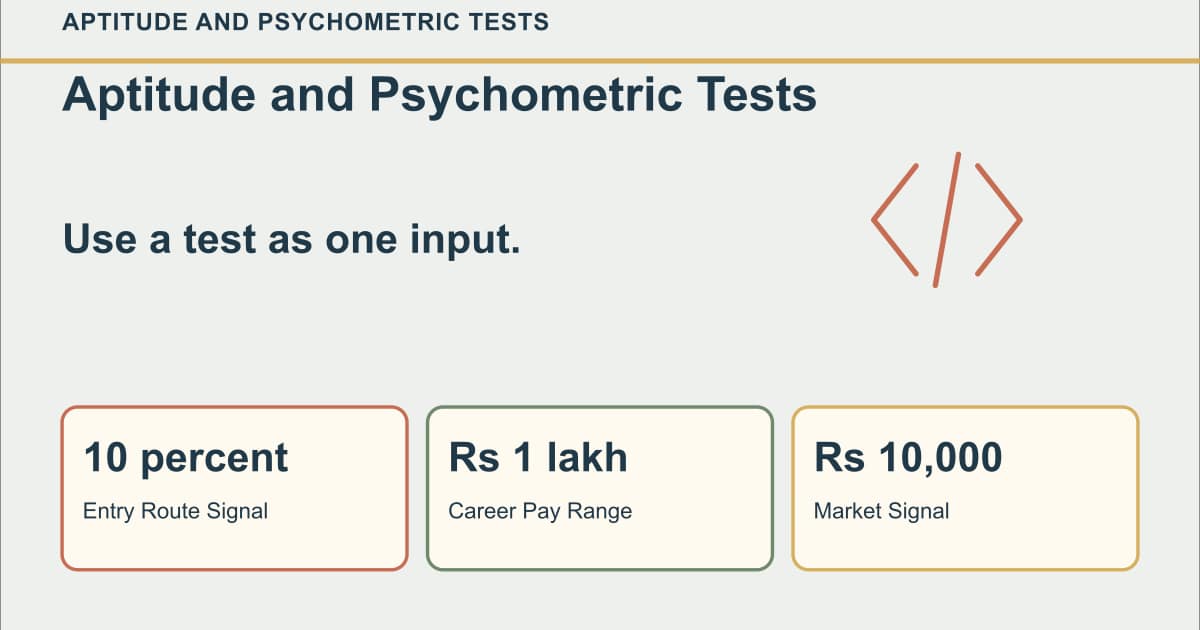 APTITUDE AND PSYCHOMETRIC TESTS
Aptitude and Psychometric Tests
Use a test as one input.
10 percent
Entry Route Signal
Rs 1 lakh
Career Pay Range
Rs 10,000
Market Signal